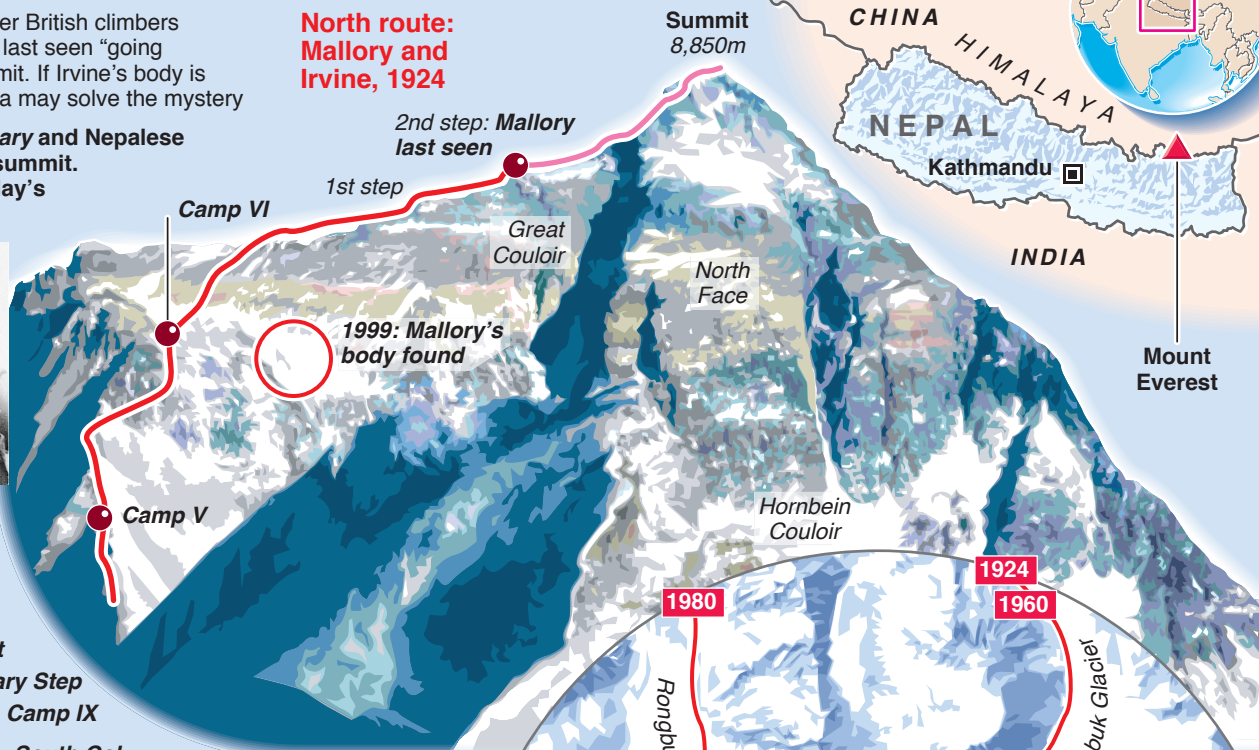 er British climbers
last seen “going
mit. If Irvine’s body is
a may solve the mystery
ary and Nepalese
summit.
ay’s
North route:
Mallory and
Irvine, 1924
Summit
8,850m
2nd step: Mallory
last seen
1st step
Camp VI
Great
Couloir
North
Face
1999: Mallory’s
body found
Camp V
Hornbein
Couloir
CHINA
HIMALAYA
NEPAL
Kathmandu
INDIA
Mount
Everest
1980
1924
1960
Rongbu
buk Glacier
t
ary Step
Camp IX
South Col